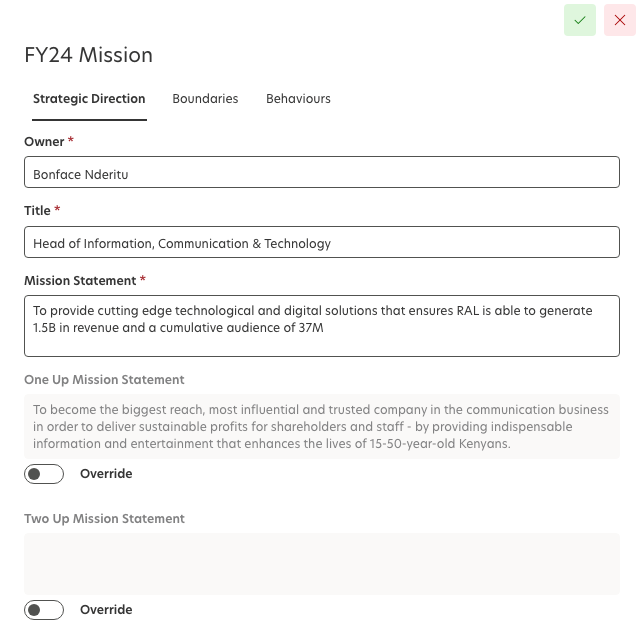 FY24 Mission
Strategic Direction Boundaries Behaviours
Owner *
Bonface Nderitu
Title *
Head of Information, Communication & Technology
Mission Statement *
To provide cutting edge technological and digital solutions that ensures RAL is able to generate
1.5B in revenue and a cumulative audience of 37M
One Up Mission Statement
To become the biggest reach, most influential and trusted company in the communication business
in order to deliver sustainable profits for shareholders and staff - by providing indispensable
information and entertainment that enhances the lives of 15-50-year-old Kenyans.
Override
Two Up Mission Statement
Override